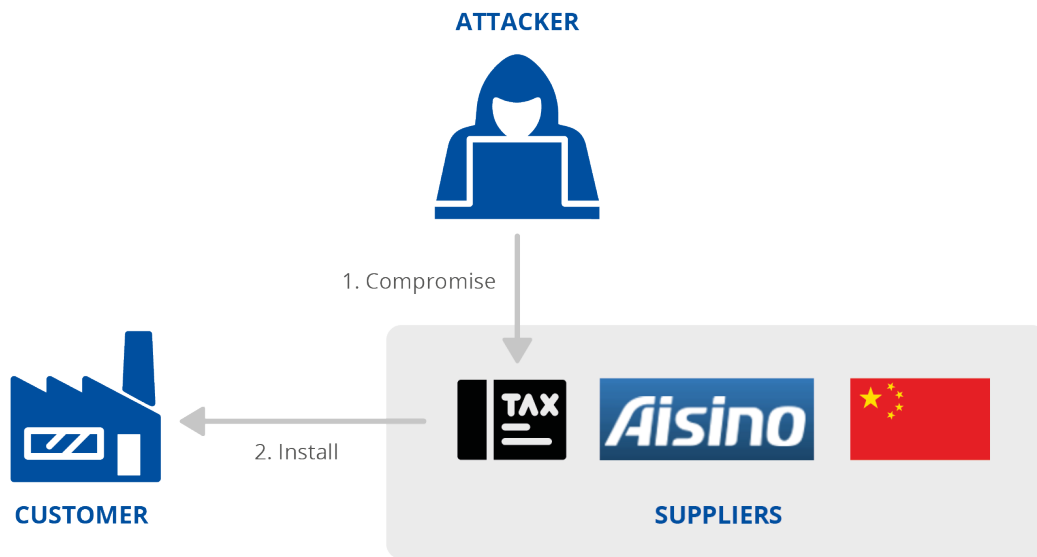 ATTACKER
1. Compromise
TAX
Aisino
2. Install
CUSTOMER
SUPPLIERS